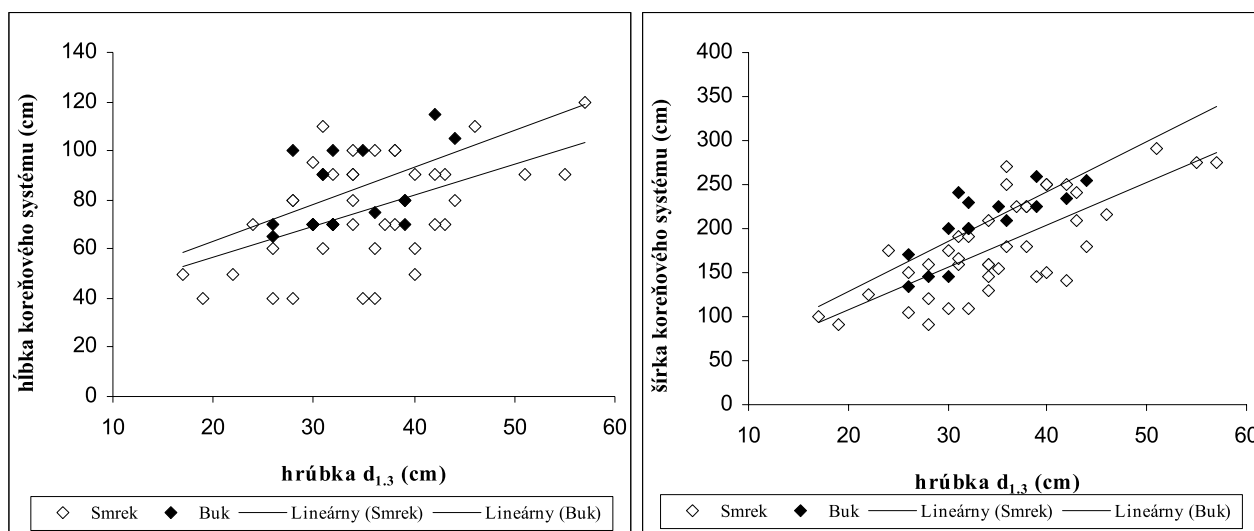 hĺbka koreňového systému (cm)
140
120
100
80
60
40
20
0
10 20 30 40 50 60
hrúbka d1.3 (cm)
Smrek Buk Lineárny (Smrek) Lineárny (Buk)
šírka koreňového systému (cm)
400
350
300
250
200
150
100
50
0
10 20 30 40 50 60
hrúbka d1.3 (cm)
Smrek Buk Lineárny (Smrek) Lineárny (Buk)